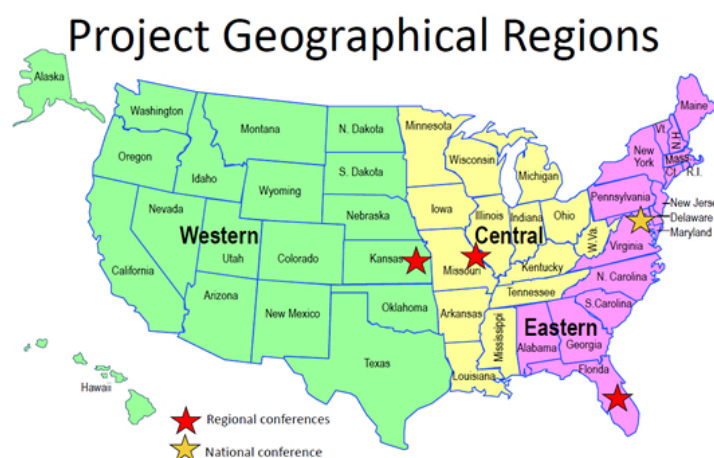 Project Geographical Regions
Alaska
Washington
Montana
N. Dakota
Minnesota
Maine
Vt.
N.H.
Oregon
Idaho
S. Dakota
Wisconsin
Michigan
New York
Mass.
Ct.
R.I.
Wyoming
Nevada
Nebraska
Iowa
Illinois
Indiana
Ohio
Pennsylvania
New Jerse
Delaware
Maryland
Western
Central
Utah
Colorado
Kansas
Missouri
W.Va.
Virginia
Kentucky
California
N. Carolina
Tennessee
Arizona
New Mexico
Oklahoma
Arkansas
S.Carolina
Eastern
Mississippi
Alabama
Georgia
Texas
Louisiana
Florida
Hawaii
Regional conferences
National conference